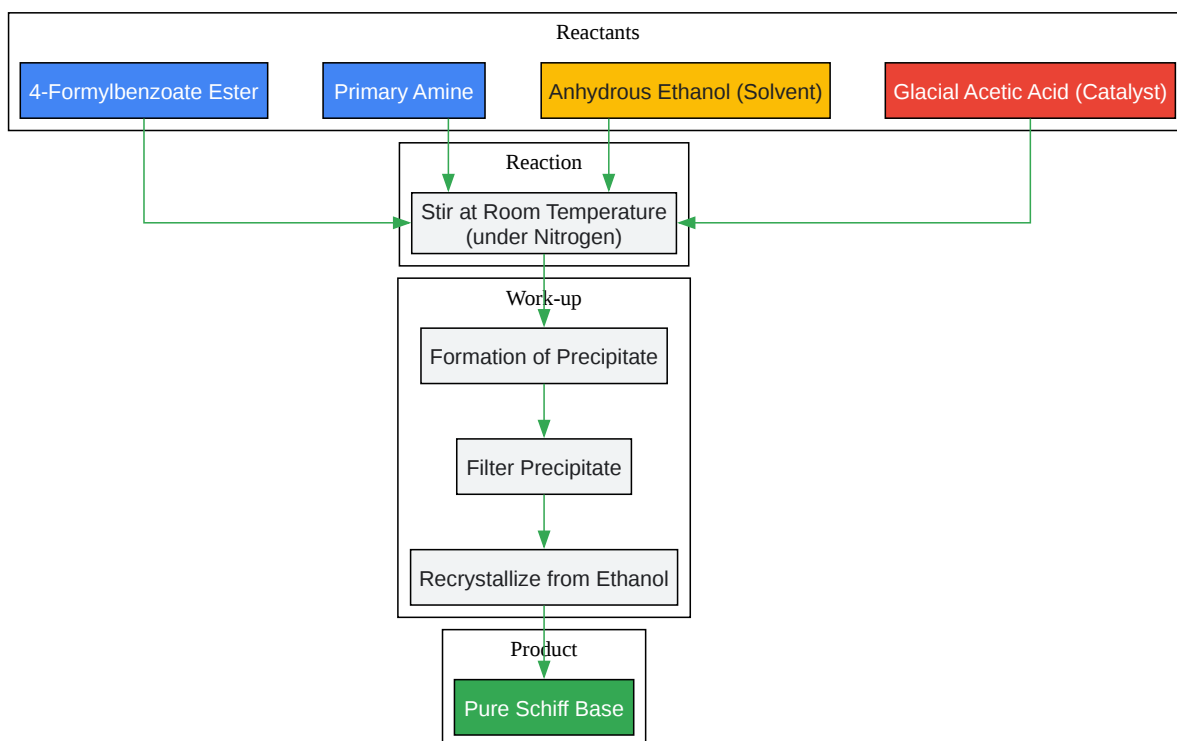 Reactants
4-Formylbenzoate Ester
Primary Amine
Anhydrous Ethanol (Solvent)
Glacial Acetic Acid (Catalyst)
Reaction
Stir at Room Temperature
(under Nitrogen)
Work-up
Formation of Precipitate
Filter Precipitate
Recrystallize from Ethanol
Product
Pure Schiff Base